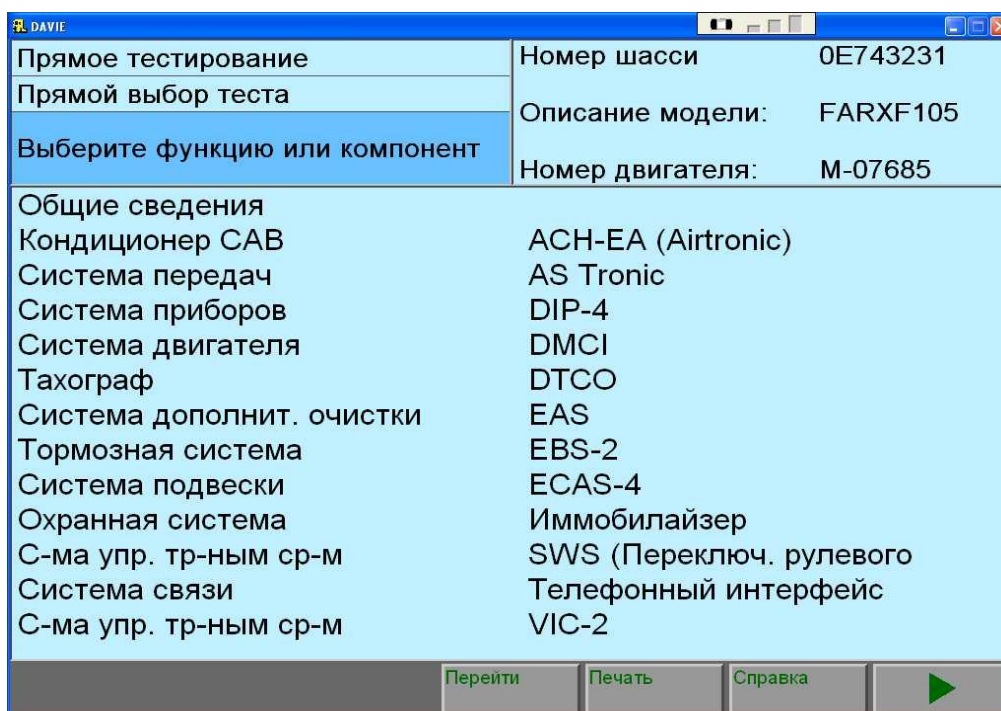 DAVIE
Прямое тестирование
Прямой выбор теста
Выберите функцию или компонент
Номер шасси 0E743231
Описание модели: FARXF105
Номер двигателя: M-07685
Общие сведения
Кондиционер CAB ACH-EA (Airtronic)
Система передач AS Tronic
Система приборов DIP-4
Система двигателя DMCI
Тахограф DTCO
Система дополнит. очистки EAS
Тормозная система EBS-2
Система подвески ECAS-4
Охранная система Иммобилайзер
С-ма упр. тр-ным ср-м SWS (Переключ. рулевого
Система связи Телефонный интерфейс
С-ма упр. тр-ным ср-м VIC-2
Перейти Печать Справка